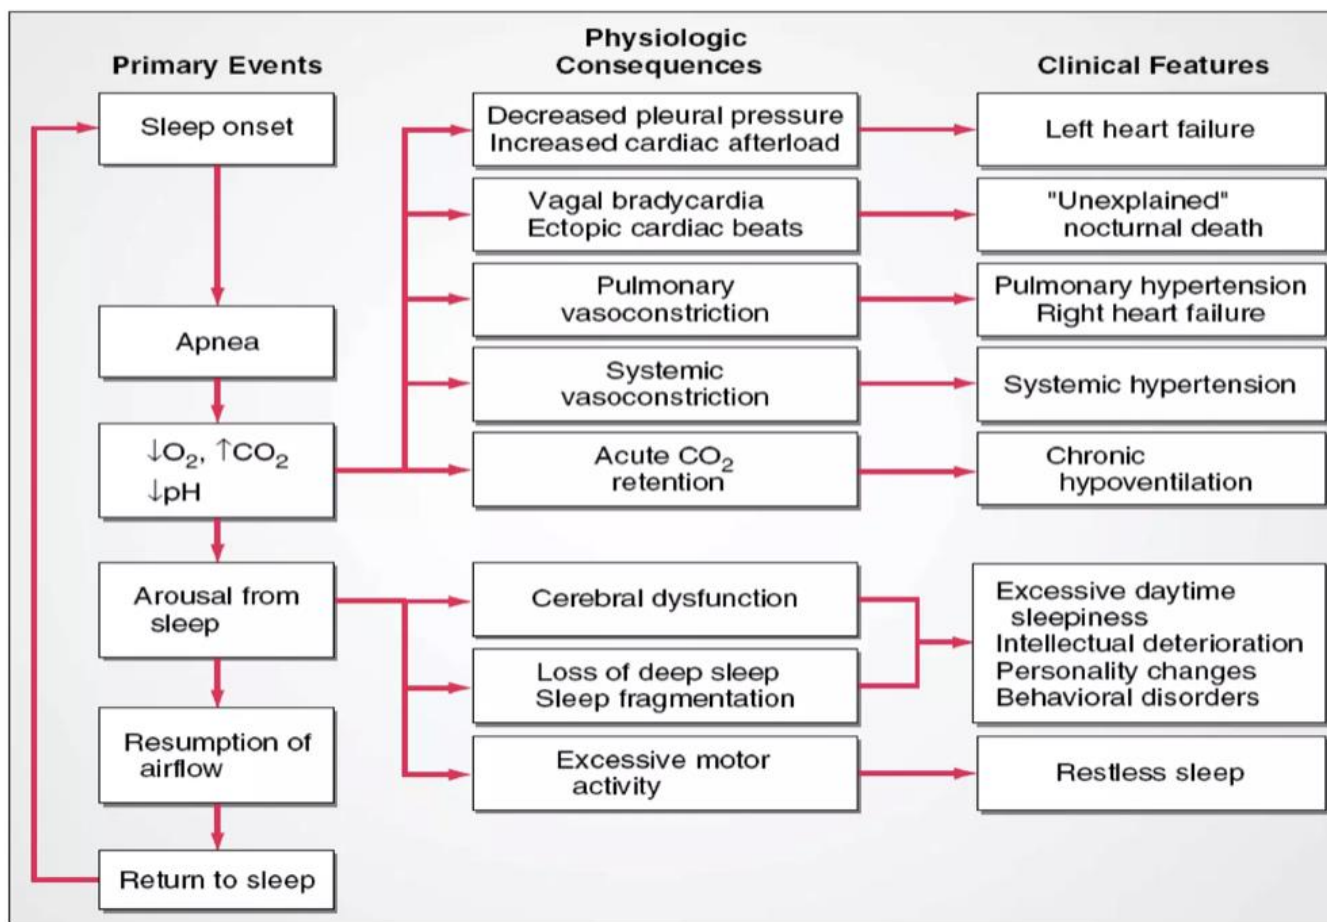 Primary Events
Physiologic
Consequences
Clinical Features
Sleep onset
Apnea
↓O₂, ↑CO₂
↓pH
Arousal from
sleep
Resumption of
airflow
Return to sleep
Decreased pleural pressure
Increased cardiac afterload
Vagal bradycardia
Ectopic cardiac beats
Pulmonary
vasoconstriction
Systemic
vasoconstriction
Acute CO₂
retention
Cerebral dysfunction
Loss of deep sleep
Sleep fragmentation
Excessive motor
activity
Left heart failure
"Unexplained"
nocturnal death
Pulmonary hypertension
Right heart failure
Systemic hypertension
Chronic
hypoventilation
Excessive daytime
sleepiness
Intellectual deterioration
Personality changes
Behavioral disorders
Restless sleep